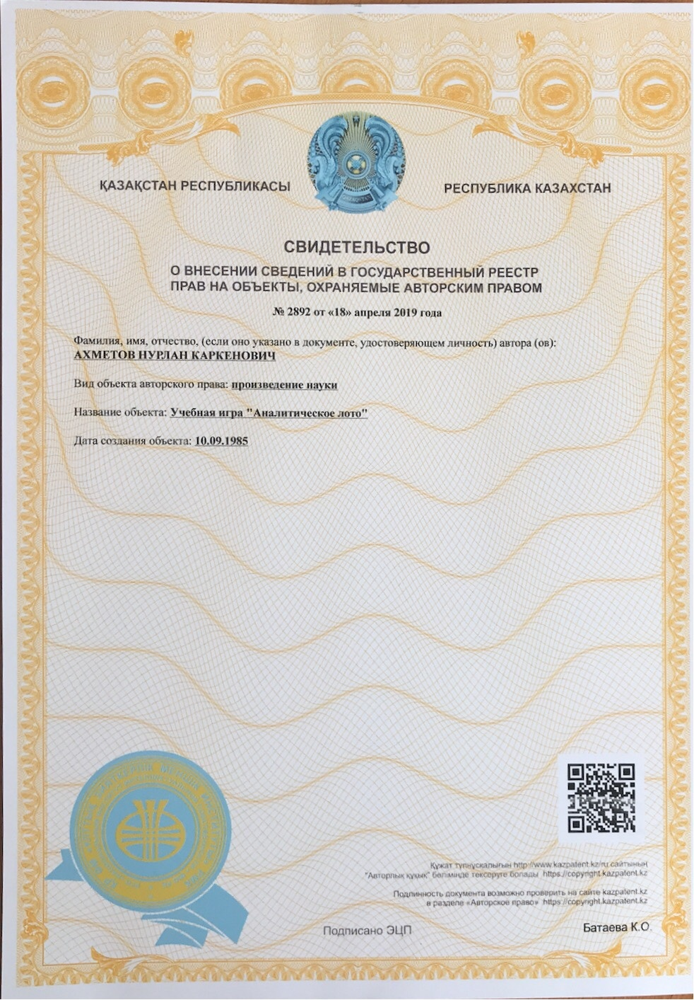 ҚАЗАҚСТАН РЕСПУБЛИКАСЫ
РЕСПУБЛИКА КАЗАХСТАН
СВИДЕТЕЛЬСТВО
О ВНЕСЕНИИ СВЕДЕНИЙ В ГОСУДАРСТВЕННЫЙ РЕЕСТР
ПРАВ НА ОБЪЕКТЫ, ОХРАНЯЕМЫЕ АВТОРСКИМ ПРАВОМ
№ 2892 от «18» апреля 2019 года
Фамилия, имя, отчество, (если оно указано в документе, удостоверяющем личность) автора (ов):
АХМЕТОВ НУРЛАН КАРКЕНОВИЧ
Вид объекта авторского права: произведение науки
Название объекта: Учебная игра "Аналитическое лото"
Дата создания объекта: 10.09.1985
Құжат түпнұсқалығын http://www.kazpatent.kz/ru сайтының
"Авторлық құқық" бөлімінде тексеруге болады https://copyright.kazpatent.kz
Подлинность документа возможно проверить на сайте kazpatent.kz
в разделе «Авторское право» https://copyright.kazpatent.kz
Подписано ЭЦП
Батаева К.О.